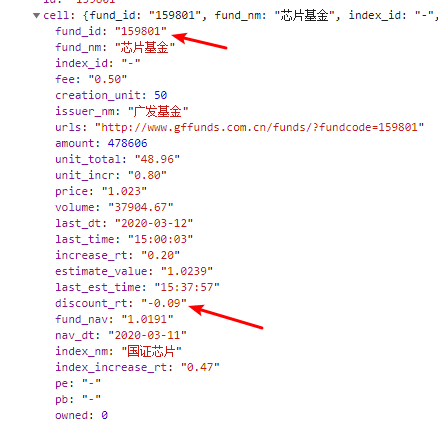 cell: {fund_id: "159801", fund_nm: "芯片基金", index_id: "-",
fund_id: "159801"
fund_nm: "芯片基金"
index_id: "-"
fee: "0.50"
creation_unit: 50
issuer_nm: "广发基金"
urls: "http://www.gffunds.com.cn/funds/?fundcode=159801"
amount: 478606
unit_total: "48.96"
unit_incr: "0.80"
price: "1.023"
volume: "37904.67"
last_dt: "2020-03-12"
last_time: "15:00:03"
increase_rt: "0.20"
estimate_value: "1.0239"
last_est_time: "15:37:57"
discount_rt: "-0.09"
fund_nav: "1.0191"
nav_dt: "2020-03-11"
index_nm: "国证芯片"
index_increase_rt: "0.47"
pe: "-"
pb: "-"
owned: 0